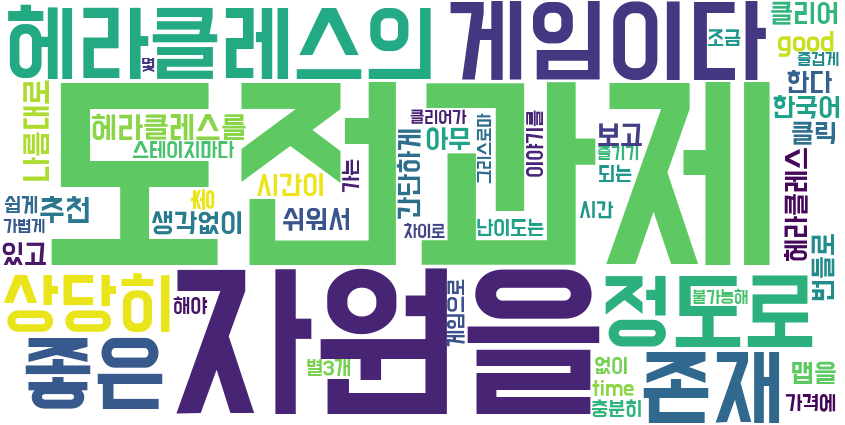 헤라클레스의
게임이다
클리어
good
즐겁게
조금
몇
한다
한국어
클릭
나름대로
도전과제
헤라클레스를
스테이지마다
클리어가
아무
그리스로마
이야기를
보고
즐기기
되는
시간이
가는
간단하게
헤라클레스
쉽게
추천
가볍게
좀
생각없이
쉬워서
차이로
난이도는
시간
있고
번들로
상당히
자원을
해야
게임으로
정도로
불가능해
좋은
별3개
없이
time
충분히
존재
맵을
가격에